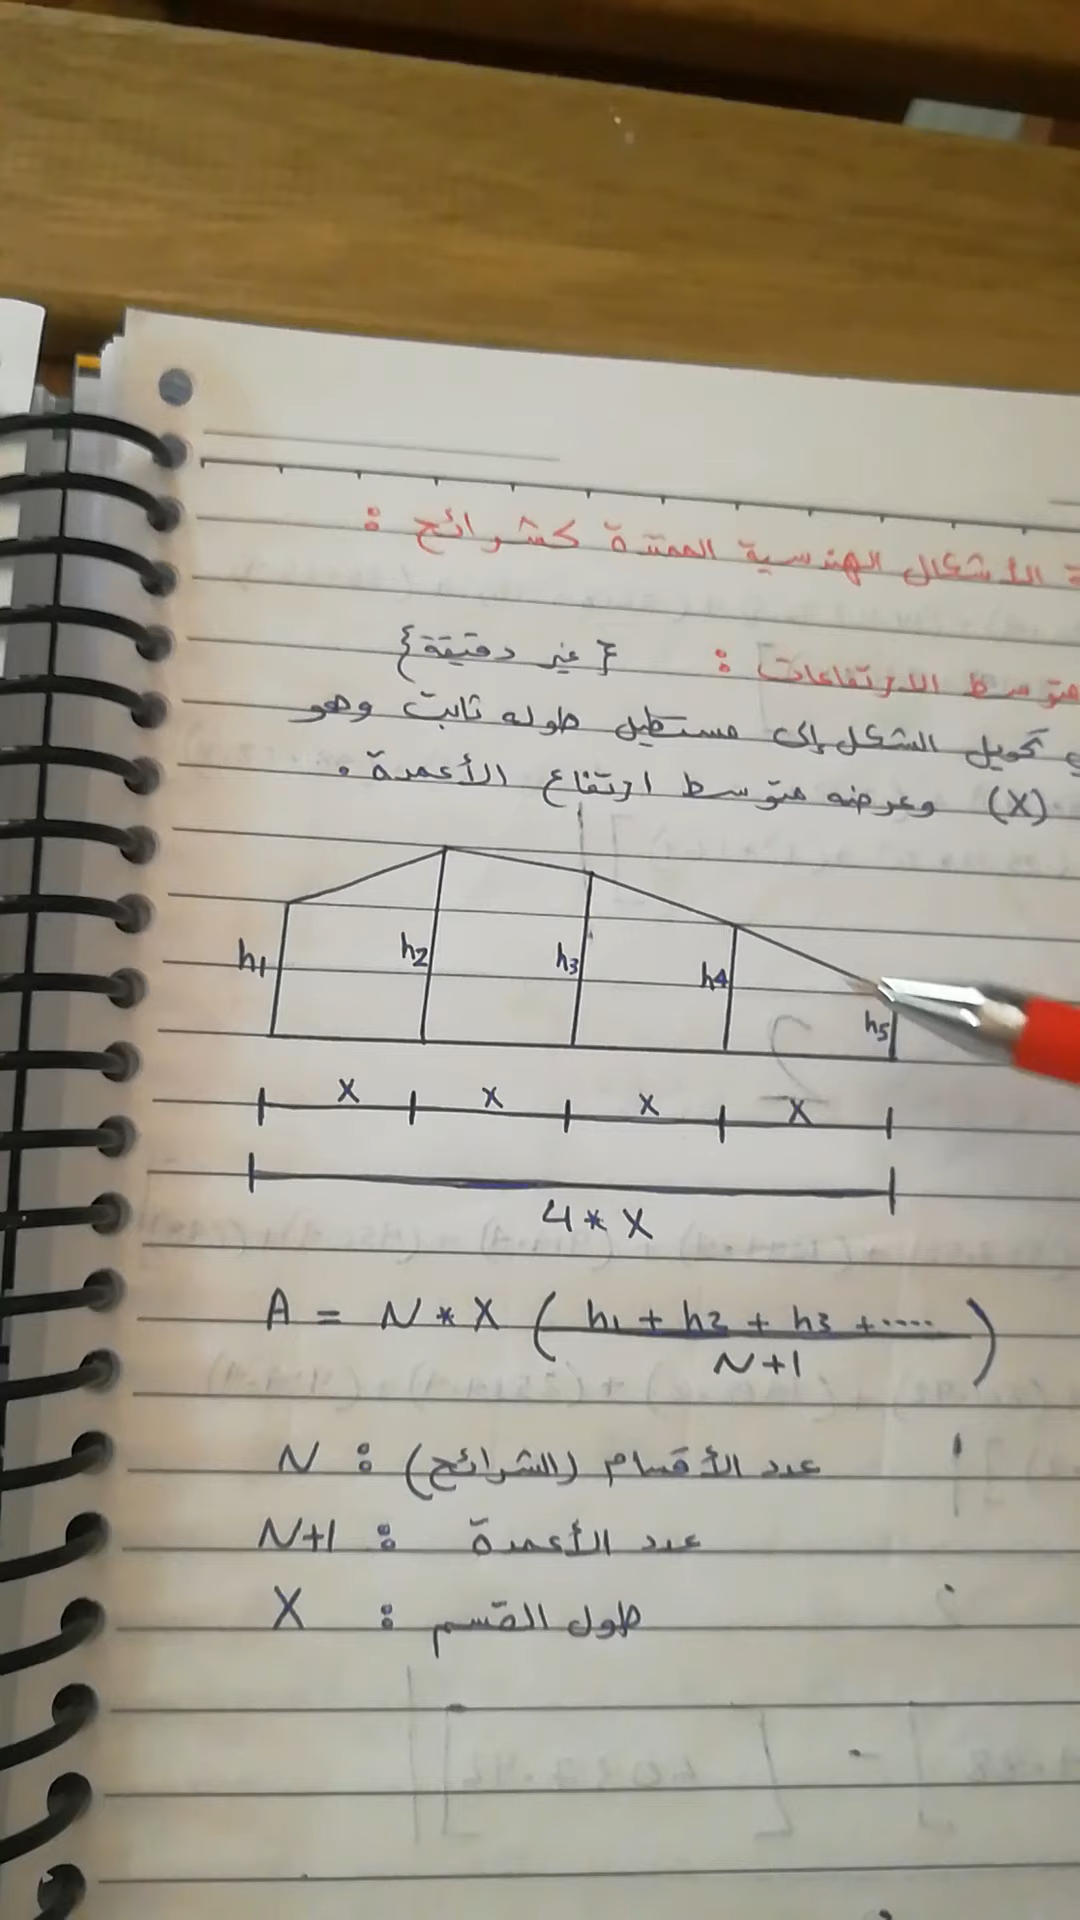 الأشكال الهندسية الممتدة كشرائح :
متوسط الارتفاعات : {غير دقيقة}
تحويل الشكل إلى مستطيل طوله ثابت وهو
(X) وعرضه متوسط ارتفاع الأعمدة .
h1 h2 h3 h4 h5
X X X X
4 * X
A = N * X ( h1 + h2 + h3 + .... / N+1 )
N : عدد الأقسام (الشرائح)
N+1 : عدد الأعمدة
X : طول القسم